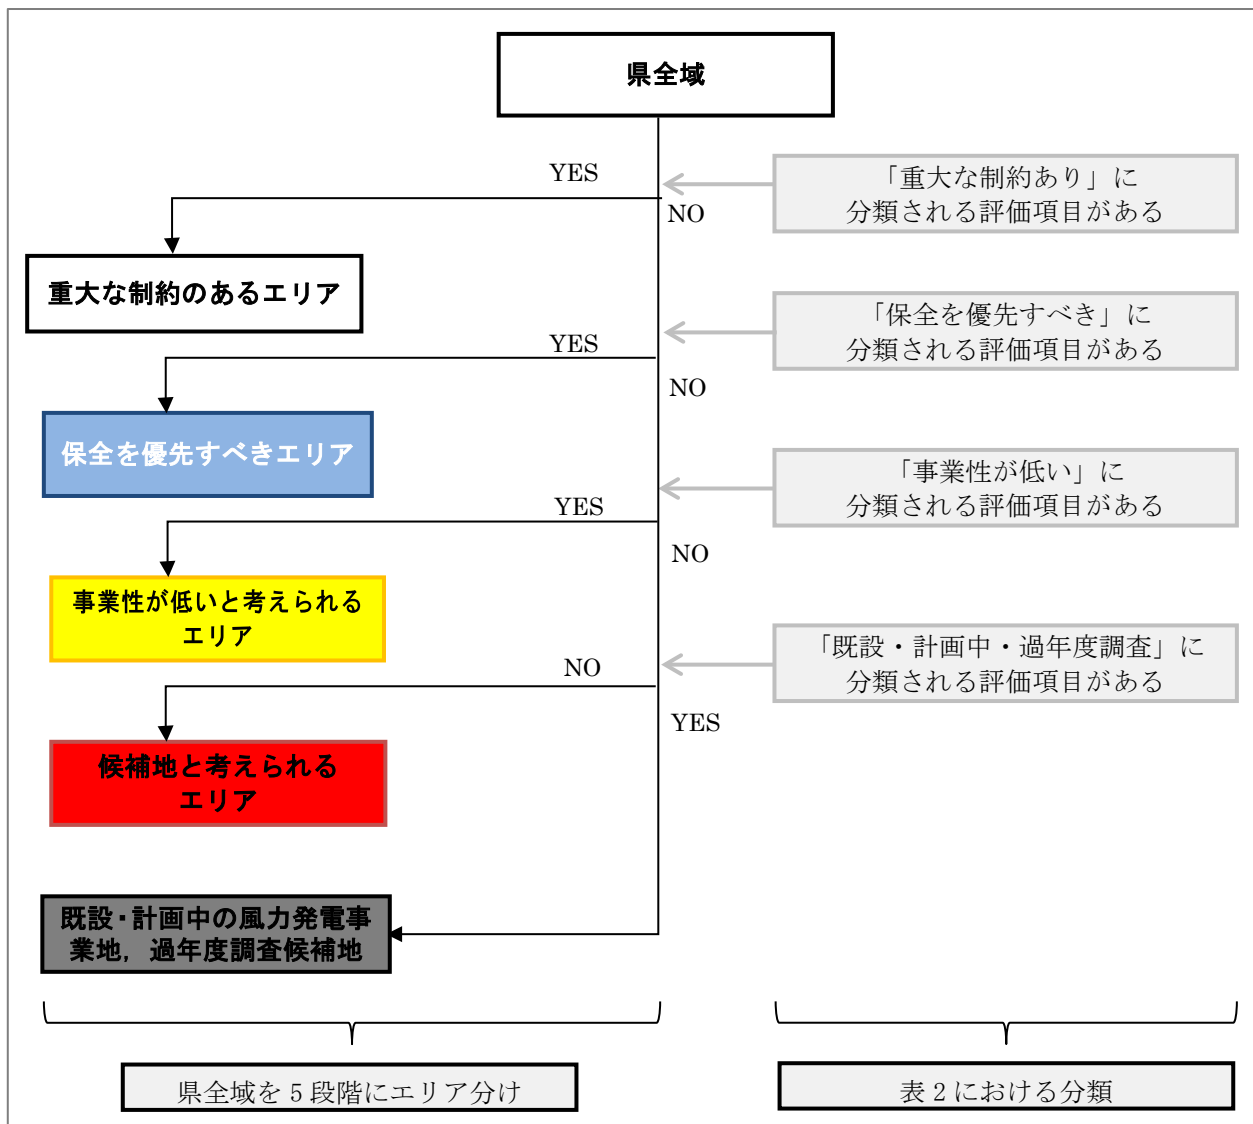 県全域
YES
「重大な制約あり」に
分類される評価項目がある
NO
重大な制約のあるエリア
YES
「保全を優先すべき」に
分類される評価項目がある
NO
保全を優先すべきエリア
YES
「事業性が低い」に
分類される評価項目がある
NO
事業性が低いと考えられる
エリア
NO
「既設・計画中・過年度調査」に
分類される評価項目がある
YES
候補地と考えられる
エリア
既設・計画中の風力発電事
業地，過年度調査候補地
県全域を５段階にエリア分け
表２における分類